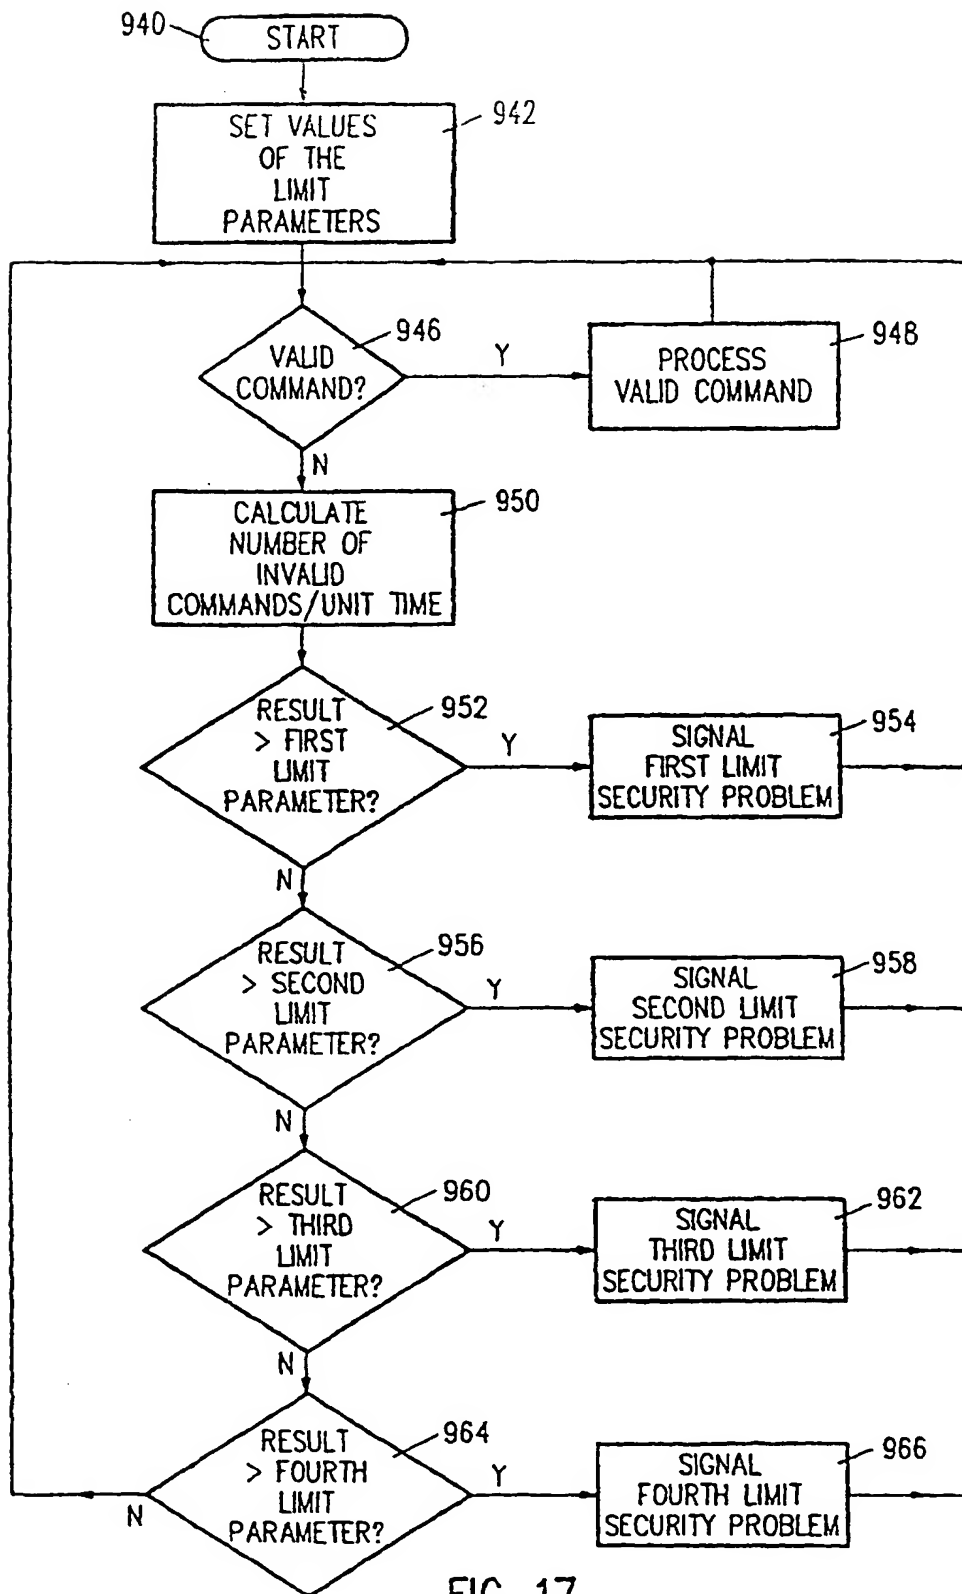 940
START
SET VALUES
OF THE
LIMIT
PARAMETERS
942
VALID
COMMAND?
946
Y
PROCESS
VALID COMMAND
948
N
CALCULATE
NUMBER OF
INVALID
COMMANDS/UNIT TIME
950
RESULT
> FIRST
LIMIT
PARAMETER?
952
Y
SIGNAL
FIRST LIMIT
SECURITY PROBLEM
954
N
RESULT
> SECOND
LIMIT
PARAMETER?
956
Y
SIGNAL
SECOND LIMIT
SECURITY PROBLEM
958
N
RESULT
> THIRD
LIMIT
PARAMETER?
960
Y
SIGNAL
THIRD LIMIT
SECURITY PROBLEM
962
N
RESULT
> FOURTH
LIMIT
PARAMETER?
964
N
Y
SIGNAL
FOURTH LIMIT
SECURITY PROBLEM
966
FIG. 17